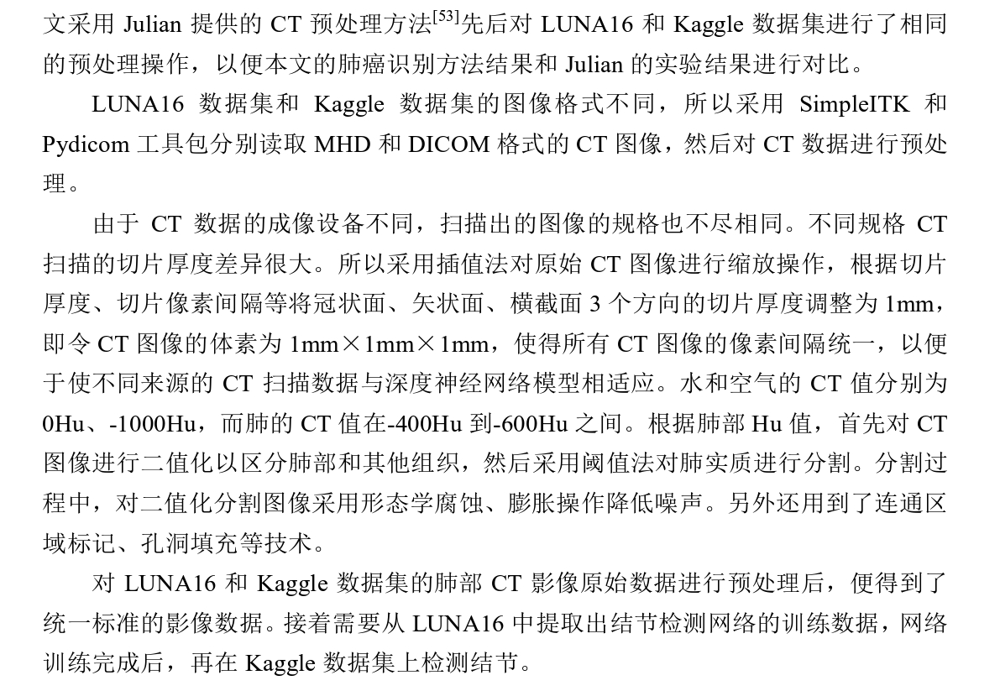 文采用 Julian 提供的 CT 预处理方法[53]先后对 LUNA16 和 Kaggle 数据集进行了相同
的预处理操作，以便本文的肺癌识别方法结果和 Julian 的实验结果进行对比。
LUNA16 数据集和 Kaggle 数据集的图像格式不同，所以采用 SimpleITK 和
Pydicom 工具包分别读取 MHD 和 DICOM 格式的 CT 图像，然后对 CT 数据进行预处
理。
由于 CT 数据的成像设备不同，扫描出的图像的规格也不尽相同。不同规格 CT
扫描的切片厚度差异很大。所以采用插值法对原始 CT 图像进行缩放操作，根据切片
厚度、切片像素间隔等将冠状面、矢状面、横截面 3 个方向的切片厚度调整为 1mm，
即令 CT 图像的体素为 1mm×1mm×1mm，使得所有 CT 图像的像素间隔统一，以便
于使不同来源的 CT 扫描数据与深度神经网络模型相适应。水和空气的 CT 值分别为
0Hu、-1000Hu，而肺的 CT 值在-400Hu 到-600Hu 之间。根据肺部 Hu 值，首先对 CT
图像进行二值化以区分肺部和其他组织，然后采用阈值法对肺实质进行分割。分割过
程中，对二值化分割图像采用形态学腐蚀、膨胀操作降低噪声。另外还用到了连通区
域标记、孔洞填充等技术。
对 LUNA16 和 Kaggle 数据集的肺部 CT 影像原始数据进行预处理后，便得到了
统一标准的影像数据。接着需要从 LUNA16 中提取出结节检测网络的训练数据，网络
训练完成后，再在 Kaggle 数据集上检测结节。